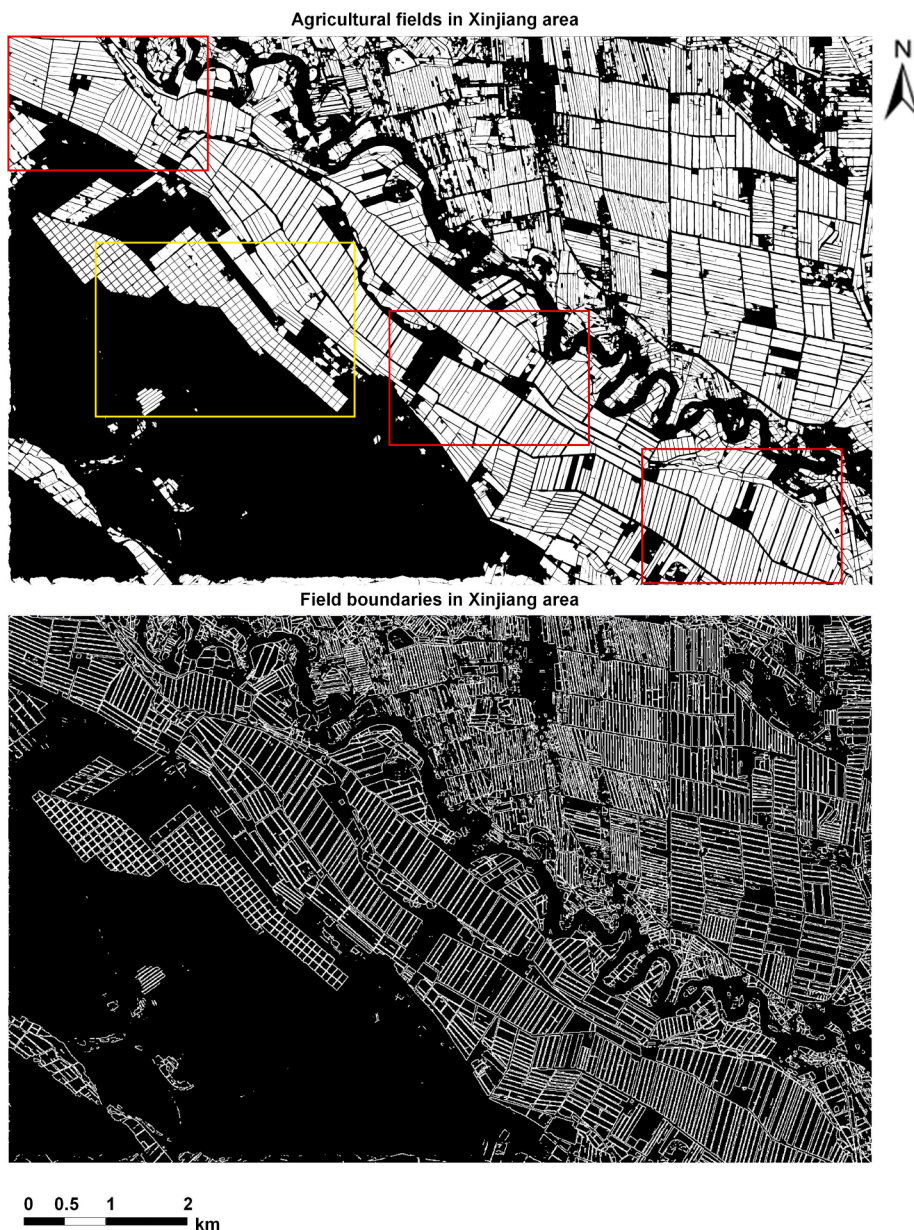 Agricultural fields in Xinjiang area
N
Field boundaries in Xinjiang area
0 0.5 1 2
km